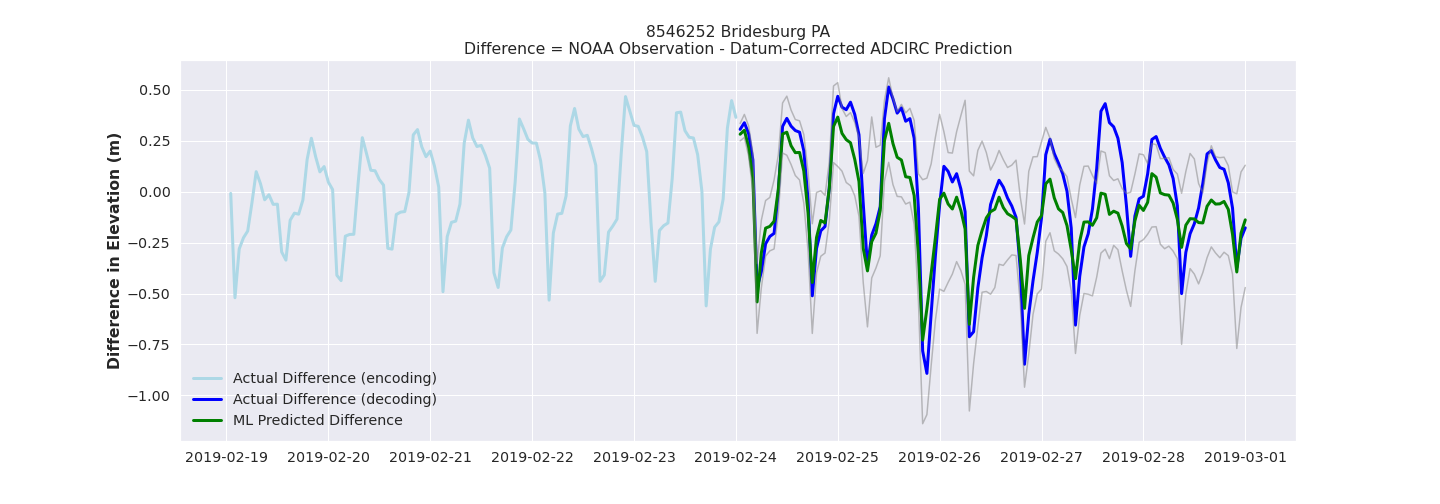 8546252 Bridesburg PA
Difference = NOAA Observation - Datum-Corrected ADCIRC Prediction
Difference in Elevation (m)
0.50
0.25
0.00
−0.25
−0.50
−0.75
−1.00
Actual Difference (encoding)
Actual Difference (decoding)
ML Predicted Difference
2019-02-19 2019-02-20 2019-02-21 2019-02-22 2019-02-23 2019-02-24 2019-02-25 2019-02-26 2019-02-27 2019-02-28 2019-03-01